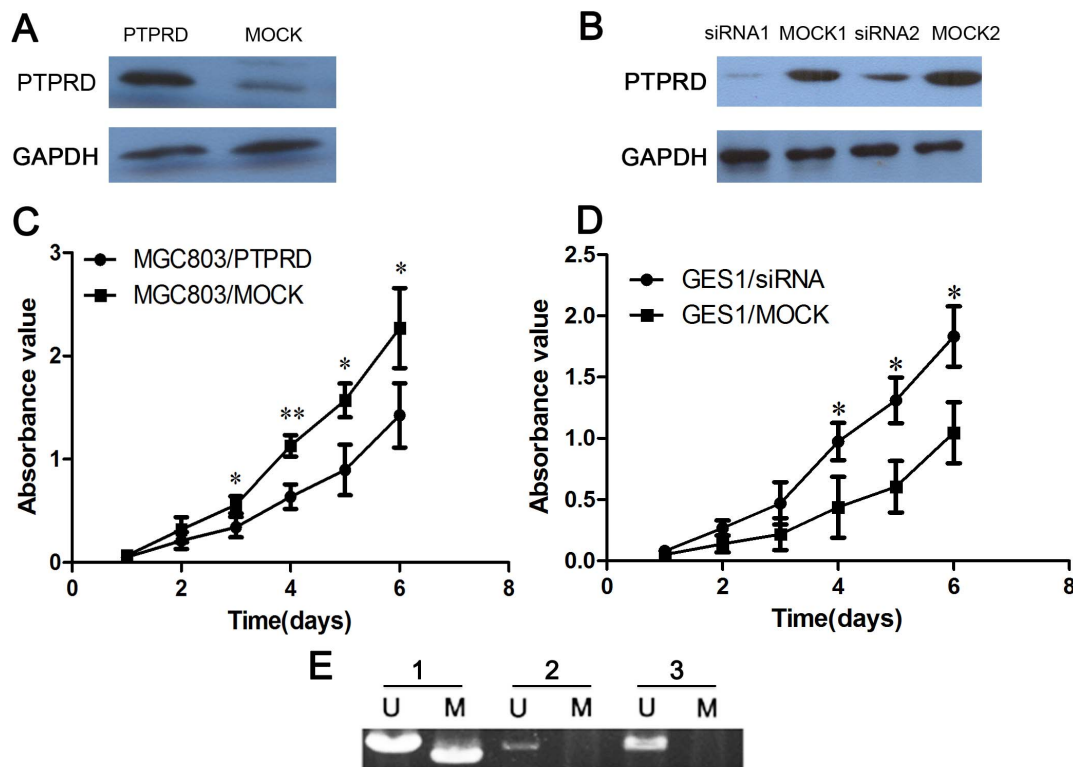 A
PTPRD MOCK
PTPRD
GAPDH
B
siRNA1 MOCK1 siRNA2 MOCK2
PTPRD
GAPDH
C
MGC803/PTPRD
MGC803/MOCK
Absorbance value
3
2
1
0
* ** * *
0 2 4 6 8
Time(days)
D
GES1/siRNA
GES1/MOCK
Absorbance value
2.5
2.0
1.5
1.0
0.5
0.0
* * *
0 2 4 6 8
Time(days)
E
1 2 3
U M U M U M